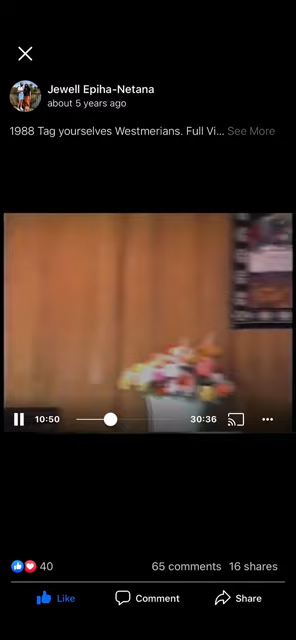 Jewell Epiha-Netana
about 5 years ago
1988 Tag yourselves Westmerians. Full Vi... See More
10:50
30:36
40
65 comments 16 shares
Like
Comment
Share